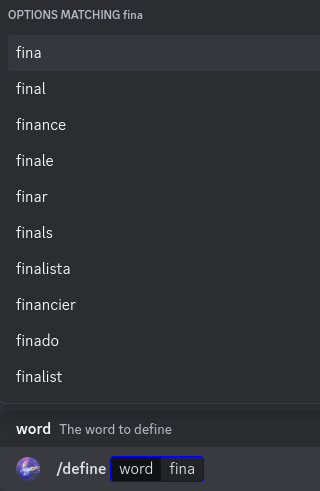 OPTIONS MATCHING fina
fina
final
finance
finale
finar
finals
finalista
financier
finado
finalist
word The word to define
/define word fina